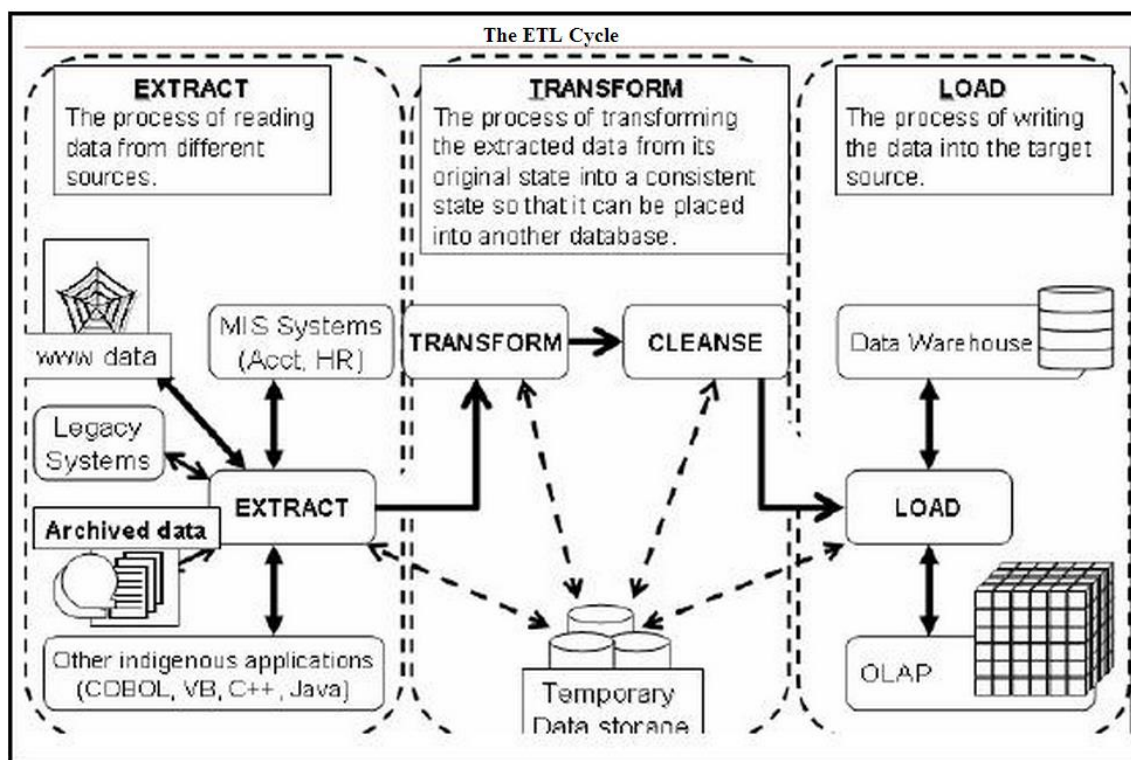 The ETL Cycle
EXTRACT
The process of reading
data from different
sources.
TRANSFORM
The process of transforming
the extracted data from its
original state into a consistent
state so that it can be placed
into another database.
LOAD
The process of writing
the data into the target
source.
www data
MIS Systems
(Acct, HR)
TRANSFORM
CLEANSE
Data Warehouse
Legacy
Systems
EXTRACT
LOAD
Archived data
Other indigenous applications
(COBOL, VB, C++, Java)
Temporary
Data storage
OLAP